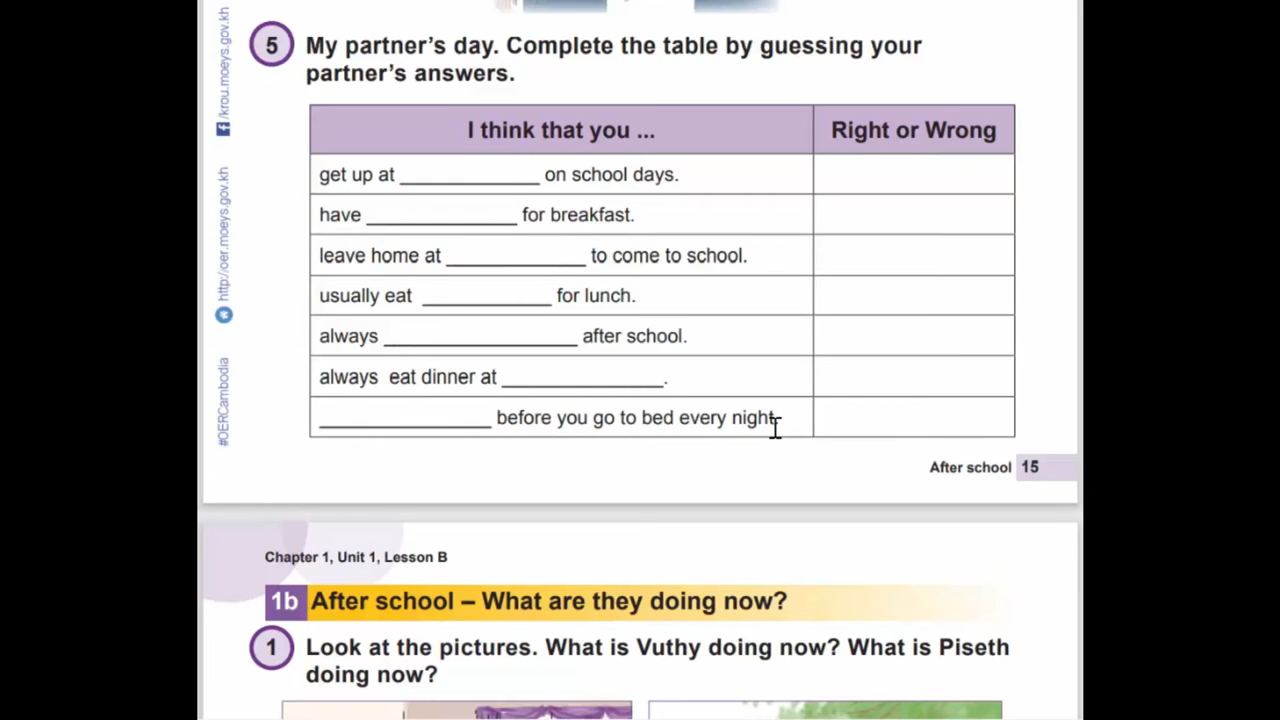 5 My partner's day. Complete the table by guessing your
partner's answers.
I think that you ... Right or Wrong
get up at _____________ on school days.
have ______________ for breakfast.
leave home at _____________ to come to school.
usually eat ____________ for lunch.
always __________________ after school.
always eat dinner at _______________.
________________ before you go to bed every night.
After school 15
f /krou.moeys.gov.kh
http://oer.moeys.gov.kh
#OERCambodia
Chapter 1, Unit 1, Lesson B
1b After school – What are they doing now?
1 Look at the pictures. What is Vuthy doing now? What is Piseth
doing now?